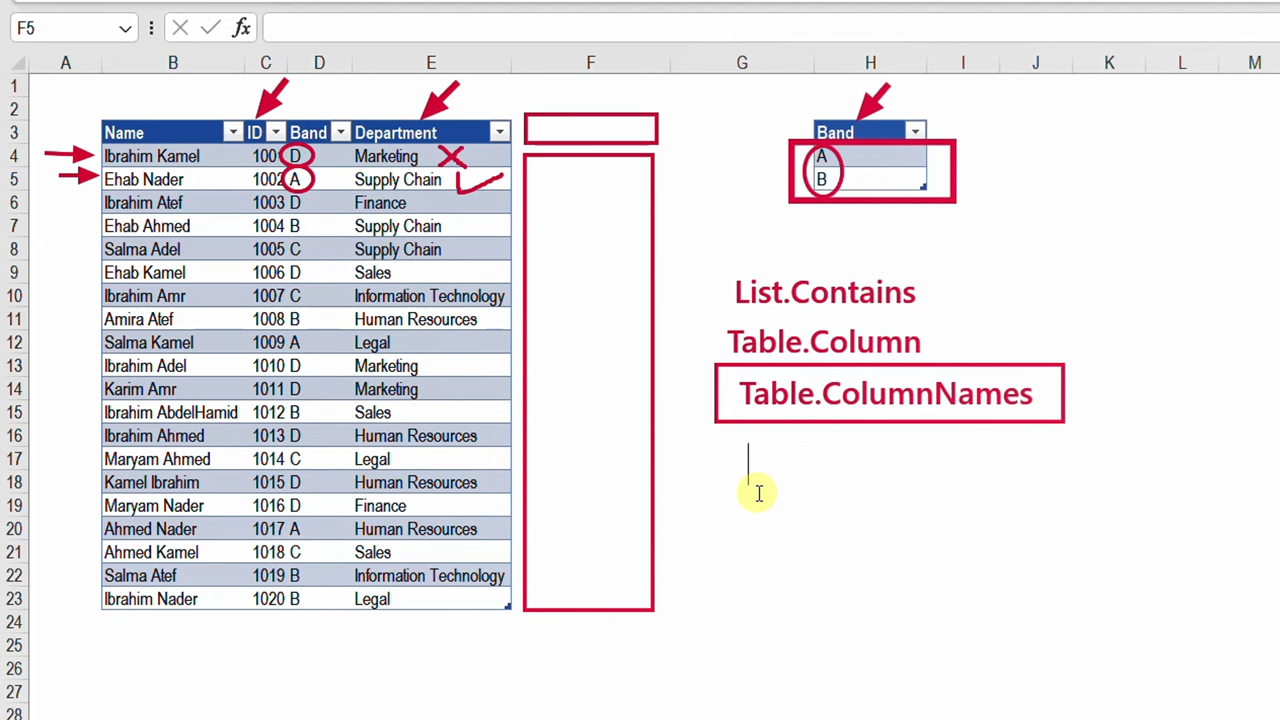 F5
fx
A B C D E F G H I J K L M
1
2
3 Name ID Band Department Band
4 Ibrahim Kamel 1001 D Marketing A
5 Ehab Nader 1002 A Supply Chain B
6 Ibrahim Atef 1003 D Finance
7 Ehab Ahmed 1004 B Supply Chain
8 Salma Adel 1005 C Supply Chain
9 Ehab Kamel 1006 D Sales
10 Ibrahim Amr 1007 C Information Technology List.Contains
11 Amira Atef 1008 B Human Resources
12 Salma Kamel 1009 A Legal Table.Column
13 Ibrahim Adel 1010 D Marketing
14 Karim Amr 1011 D Marketing Table.ColumnNames
15 Ibrahim AbdelHamid 1012 B Sales
16 Ibrahim Ahmed 1013 D Human Resources
17 Maryam Ahmed 1014 C Legal
18 Kamel Ibrahim 1015 D Human Resources
19 Maryam Nader 1016 D Finance
20 Ahmed Nader 1017 A Human Resources
21 Ahmed Kamel 1018 C Sales
22 Salma Atef 1019 B Information Technology
23 Ibrahim Nader 1020 B Legal
24
25
26
27
28